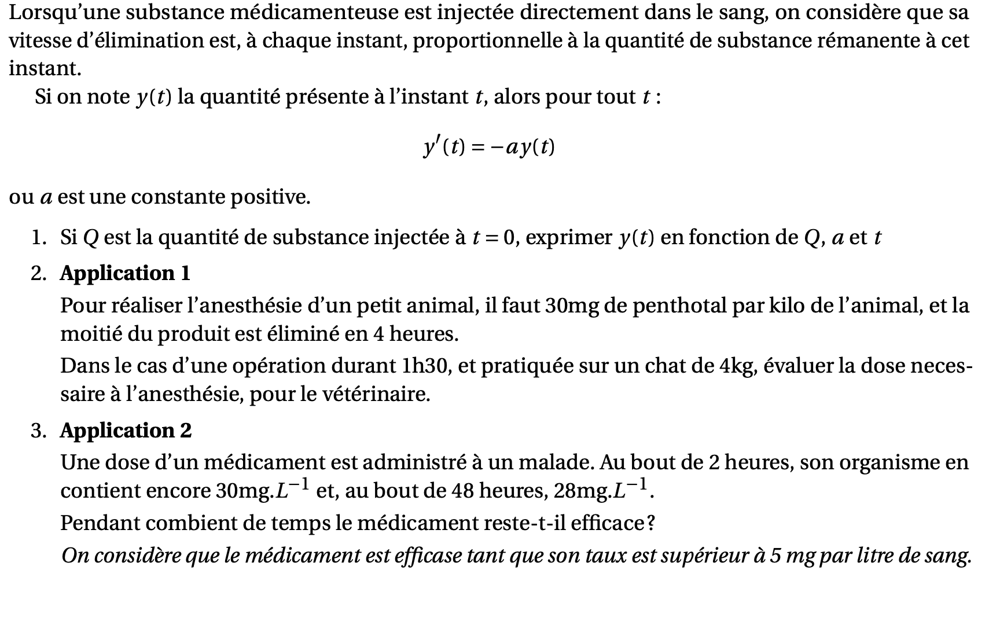 Lorsqu'une substance médicamenteuse est injectée directement dans le sang, on considère que sa
vitesse d'élimination est, à chaque instant, proportionnelle à la quantité de substance rémanente à cet
instant.
Si on note y(t) la quantité présente à l'instant t, alors pour tout t :
y′(t) = −ay(t)
ou a est une constante positive.
1. Si Q est la quantité de substance injectée à t = 0, exprimer y(t) en fonction de Q, a et t
2. Application 1
Pour réaliser l'anesthésie d'un petit animal, il faut 30mg de penthotal par kilo de l'animal, et la
moitié du produit est éliminé en 4 heures.
Dans le cas d'une opération durant 1h30, et pratiquée sur un chat de 4kg, évaluer la dose neces-
saire à l'anesthésie, pour le vétérinaire.
3. Application 2
Une dose d'un médicament est administré à un malade. Au bout de 2 heures, son organisme en
contient encore 30mg.L⁻¹ et, au bout de 48 heures, 28mg.L⁻¹.
Pendant combient de temps le médicament reste-t-il efficace ?
On considère que le médicament est efficase tant que son taux est supérieur à 5 mg par litre de sang.